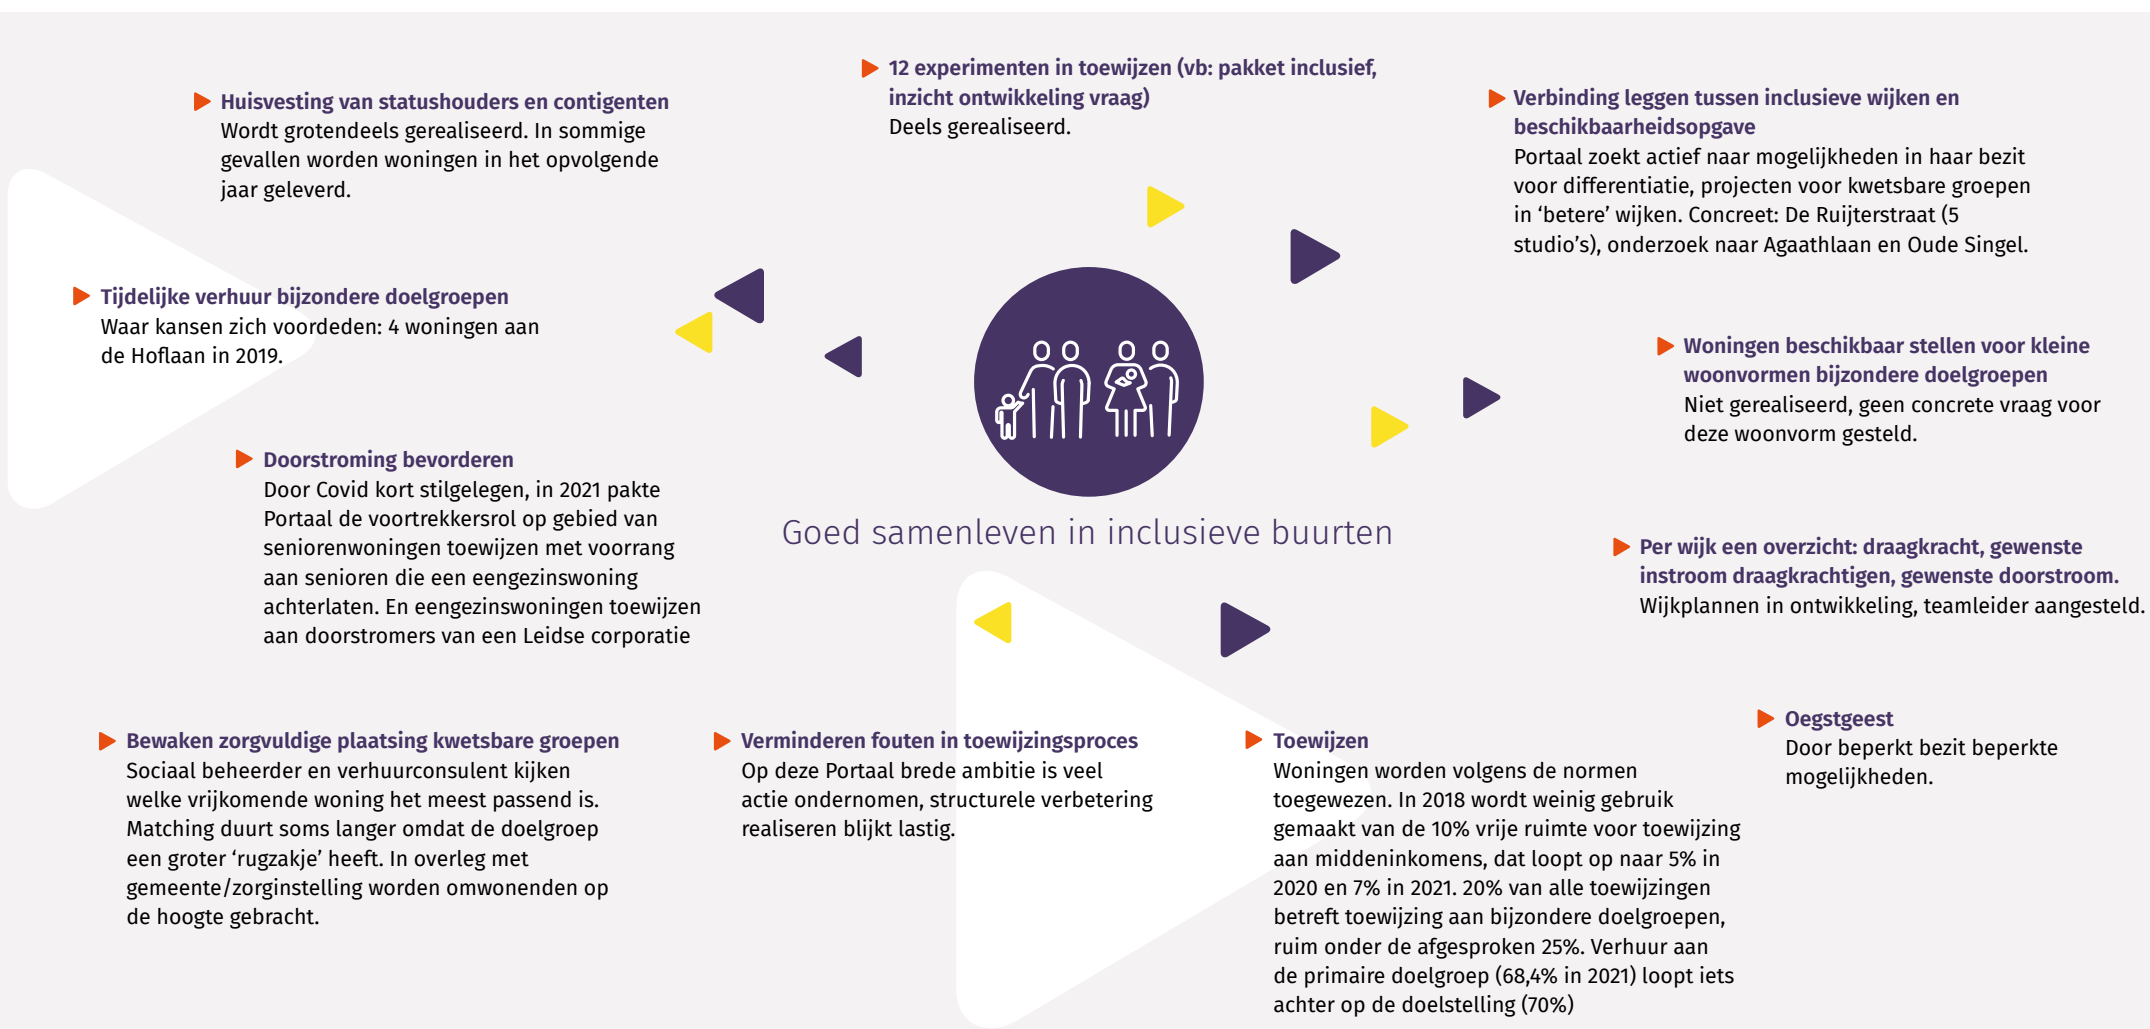 12 experimenten in toewijzen (vb: pakket inclusief,
inzicht ontwikkeling vraag)
Deels gerealiseerd.
Huisvesting van statushouders en contigenten
Wordt grotendeels gerealiseerd. In sommige
gevallen worden woningen in het opvolgende
jaar geleverd.
Verbinding leggen tussen inclusieve wijken en
beschikbaarheidsopgave
Portaal zoekt actief naar mogelijkheden in haar bezit
voor differentiatie, projecten voor kwetsbare groepen
in ‘betere’ wijken. Concreet: De Ruijterstraat (5
studio’s), onderzoek naar Agaathlaan en Oude Singel.
Tijdelijke verhuur bijzondere doelgroepen
Waar kansen zich voordeden: 4 woningen aan
de Hoflaan in 2019.
Woningen beschikbaar stellen voor kleine
woonvormen bijzondere doelgroepen
Niet gerealiseerd, geen concrete vraag voor
deze woonvorm gesteld.
Doorstroming bevorderen
Door Covid kort stilgelegen, in 2021 pakte
Portaal de voortrekkersrol op gebied van
seniorenwoningen toewijzen met voorrang
aan senioren die een eengezinswoning
achterlaten. En eengezinswoningen toewijzen
aan doorstromers van een Leidse corporatie
Goed samenleven in inclusieve buurten
Per wijk een overzicht: draagkracht, gewenste
instroom draagkrachtigen, gewenste doorstroom.
Wijkplannen in ontwikkeling, teamleider aangesteld.
Bewaken zorgvuldige plaatsing kwetsbare groepen
Sociaal beheerder en verhuurconsulent kijken
welke vrijkomende woning het meest passend is.
Matching duurt soms langer omdat de doelgroep
een groter ‘rugzakje’ heeft. In overleg met
gemeente/zorginstelling worden omwonenden op
de hoogte gebracht.
Verminderen fouten in toewijzingsproces
Op deze Portaal brede ambitie is veel
actie ondernomen, structurele verbetering
realiseren blijkt lastig.
Toewijzen
Woningen worden volgens de normen
toegewezen. In 2018 wordt weinig gebruik
gemaakt van de 10% vrije ruimte voor toewijzing
aan middeninkomens, dat loopt op naar 5% in
2020 en 7% in 2021. 20% van alle toewijzingen
betreft toewijzing aan bijzondere doelgroepen,
ruim onder de afgesproken 25%. Verhuur aan
de primaire doelgroep (68,4% in 2021) loopt iets
achter op de doelstelling (70%)
Oegstgeest
Door beperkt bezit beperkte
mogelijkheden.